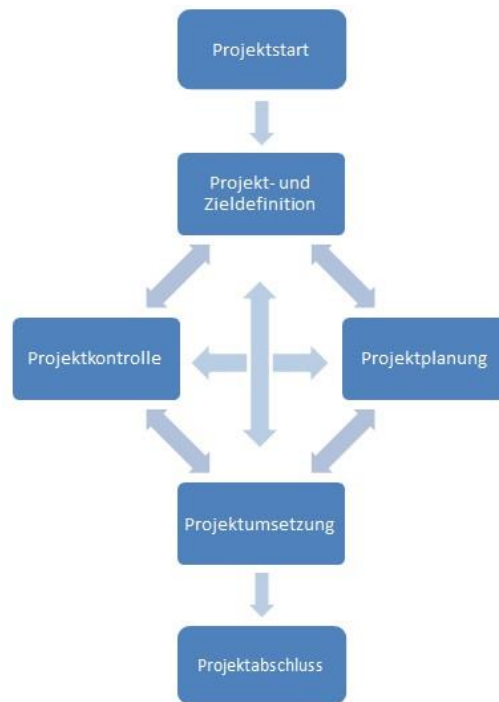 Projektstart
Projekt- und
Zieldefinition
Projektkontrolle
Projektplanung
Projektumsetzung
Projektabschluss